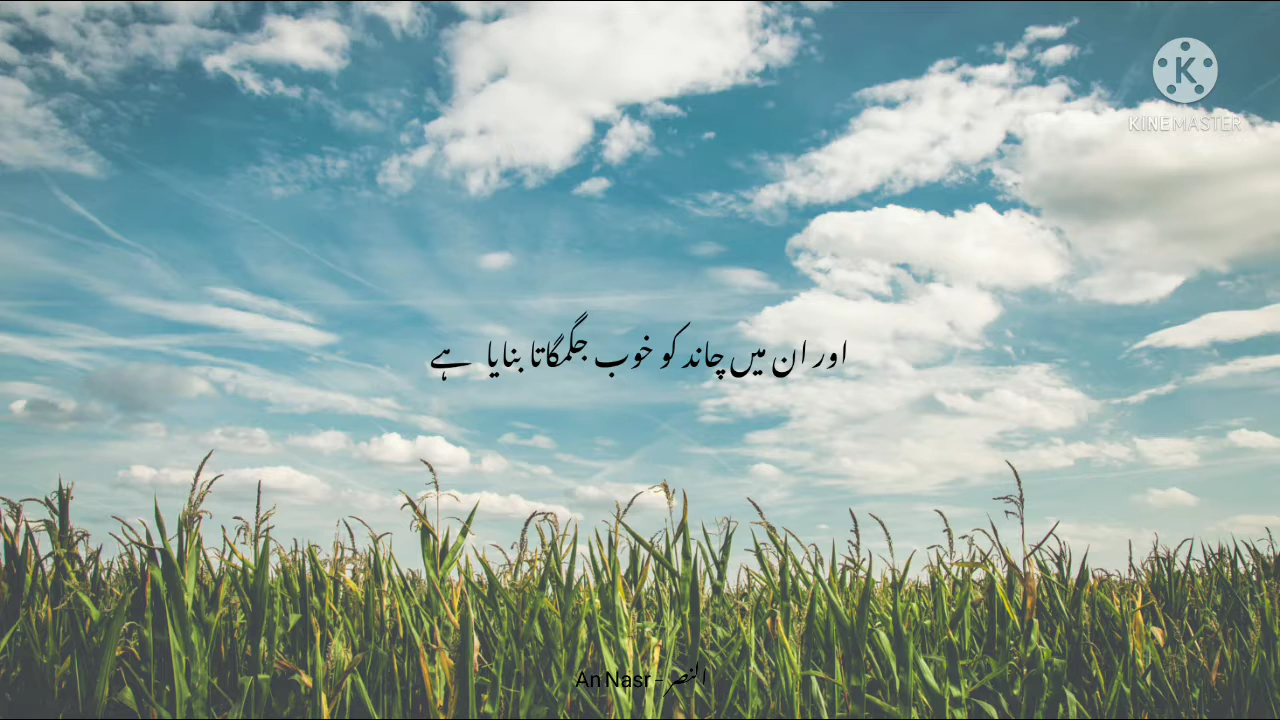 KINEMASTER
اور ان میں چاند کو خوب جگمگاتا بنایا ہے
An Nasr - النصر